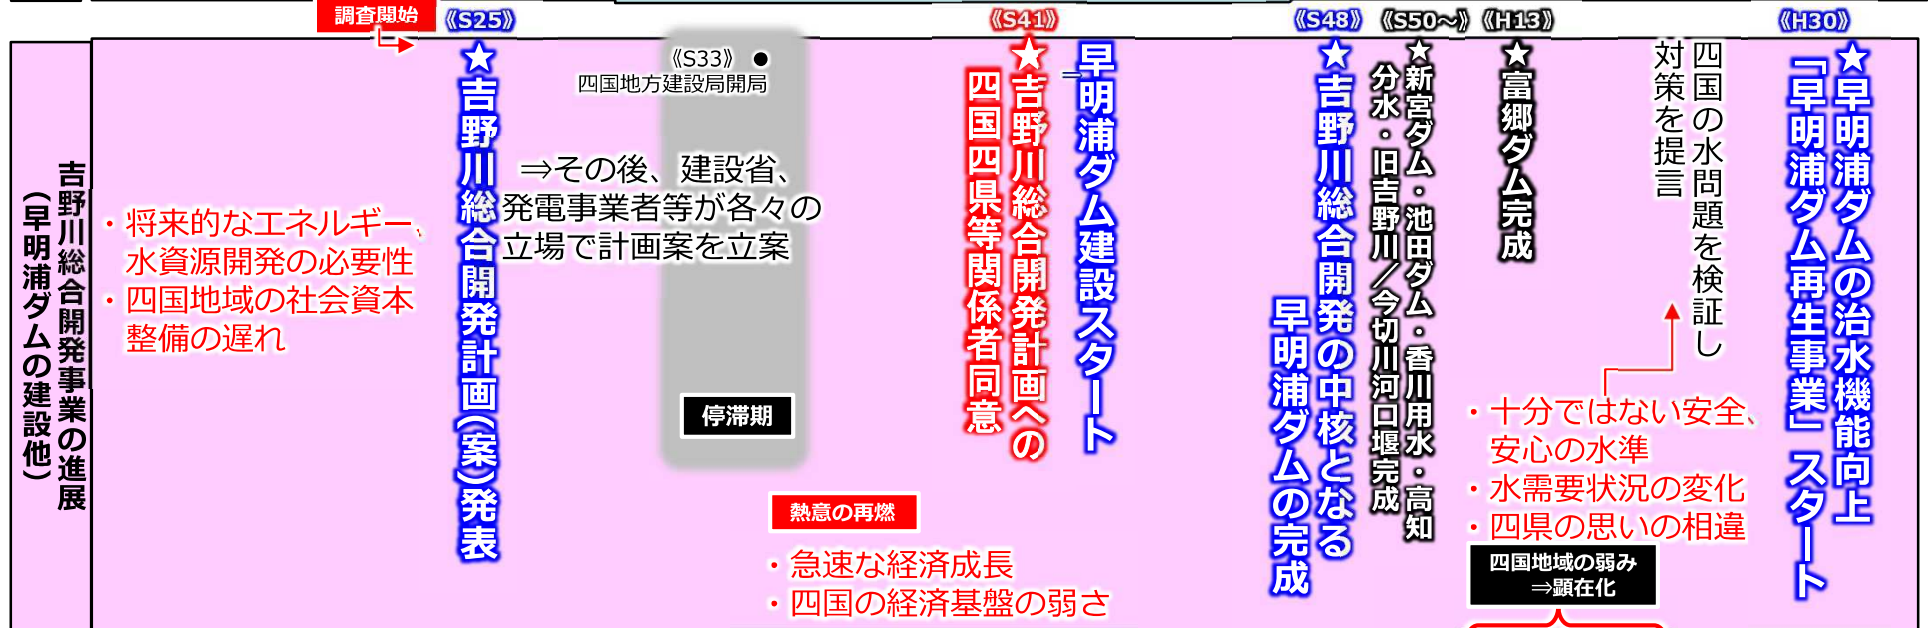 調査開始
《S25》
《S41》
《S48》
《S50～》
《H13》
《H30》
吉野川総合開発事業の進展
（早明浦ダムの建設他）
・将来的なエネルギー、
水資源開発の必要性
・四国地域の社会資本
整備の遅れ
★吉野川総合開発計画（案）発表
《S33》 ●
四国地方建設局開局
⇒その後、建設省、
発電事業者等が各々の
立場で計画案を立案
停滞期
熱意の再燃
・急速な経済成長
・四国の経済基盤の弱さ
★吉野川総合開発計画への
四国四県等関係者同意
早明浦ダム建設スタート
★吉野川総合開発の中核となる
早明浦ダムの完成
★新宮ダム・池田ダム・香川用水・高知
分水・旧吉野川／今切川河口堰完成
★富郷ダム完成
四国の水問題を検証し
対策を提言
・十分ではない安全、
安心の水準
・水需要状況の変化
・四県の思いの相違
四国地域の弱み
⇒顕在化
★早明浦ダムの治水機能向上
「早明浦ダム再生事業」スタート